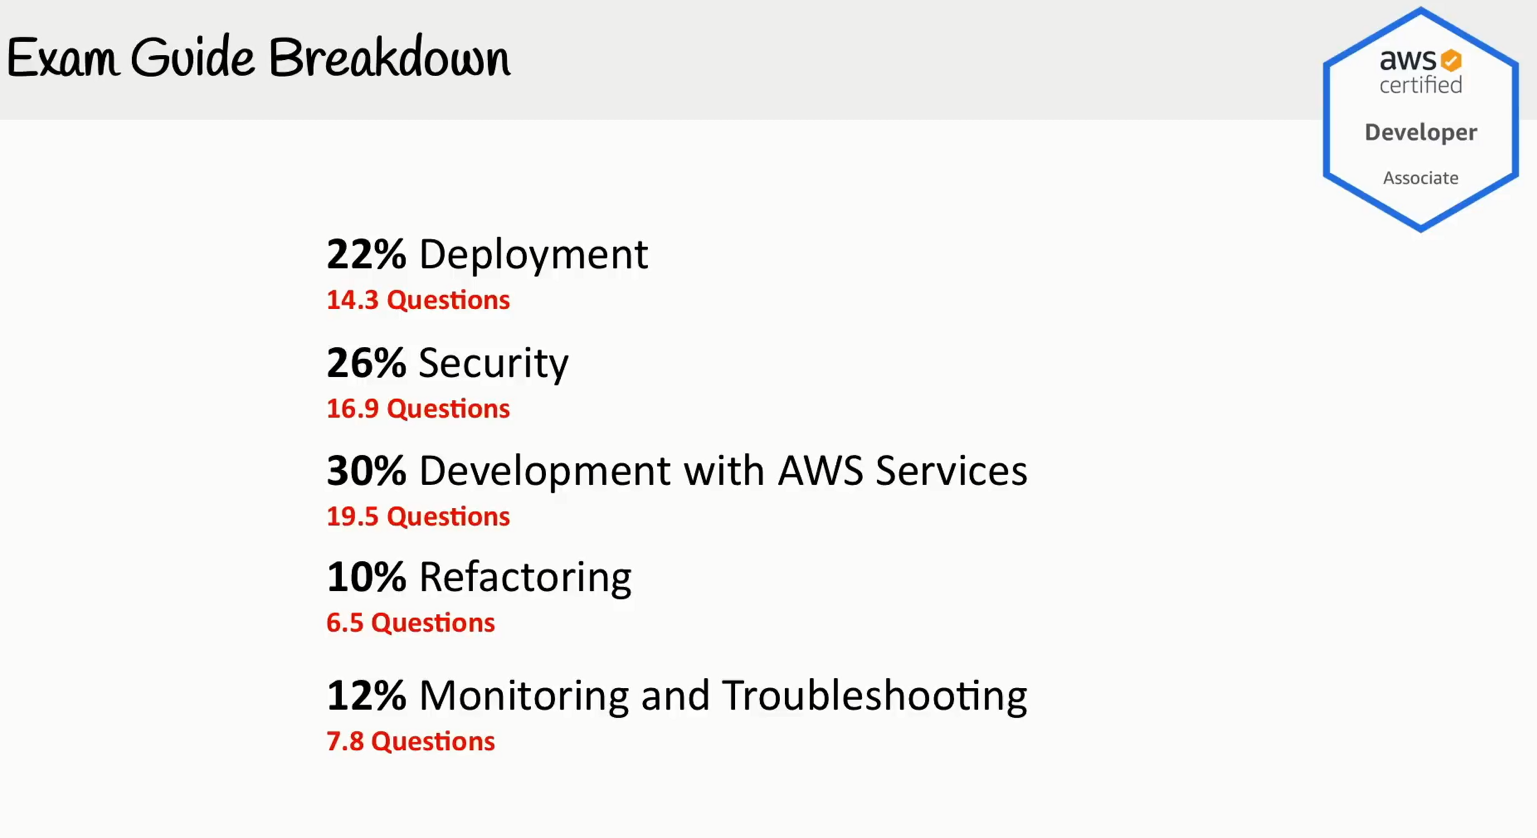 Exam Guide Breakdown
aws
certified
Developer
Associate
22% Deployment
14.3 Questions
26% Security
16.9 Questions
30% Development with AWS Services
19.5 Questions
10% Refactoring
6.5 Questions
12% Monitoring and Troubleshooting
7.8 Questions